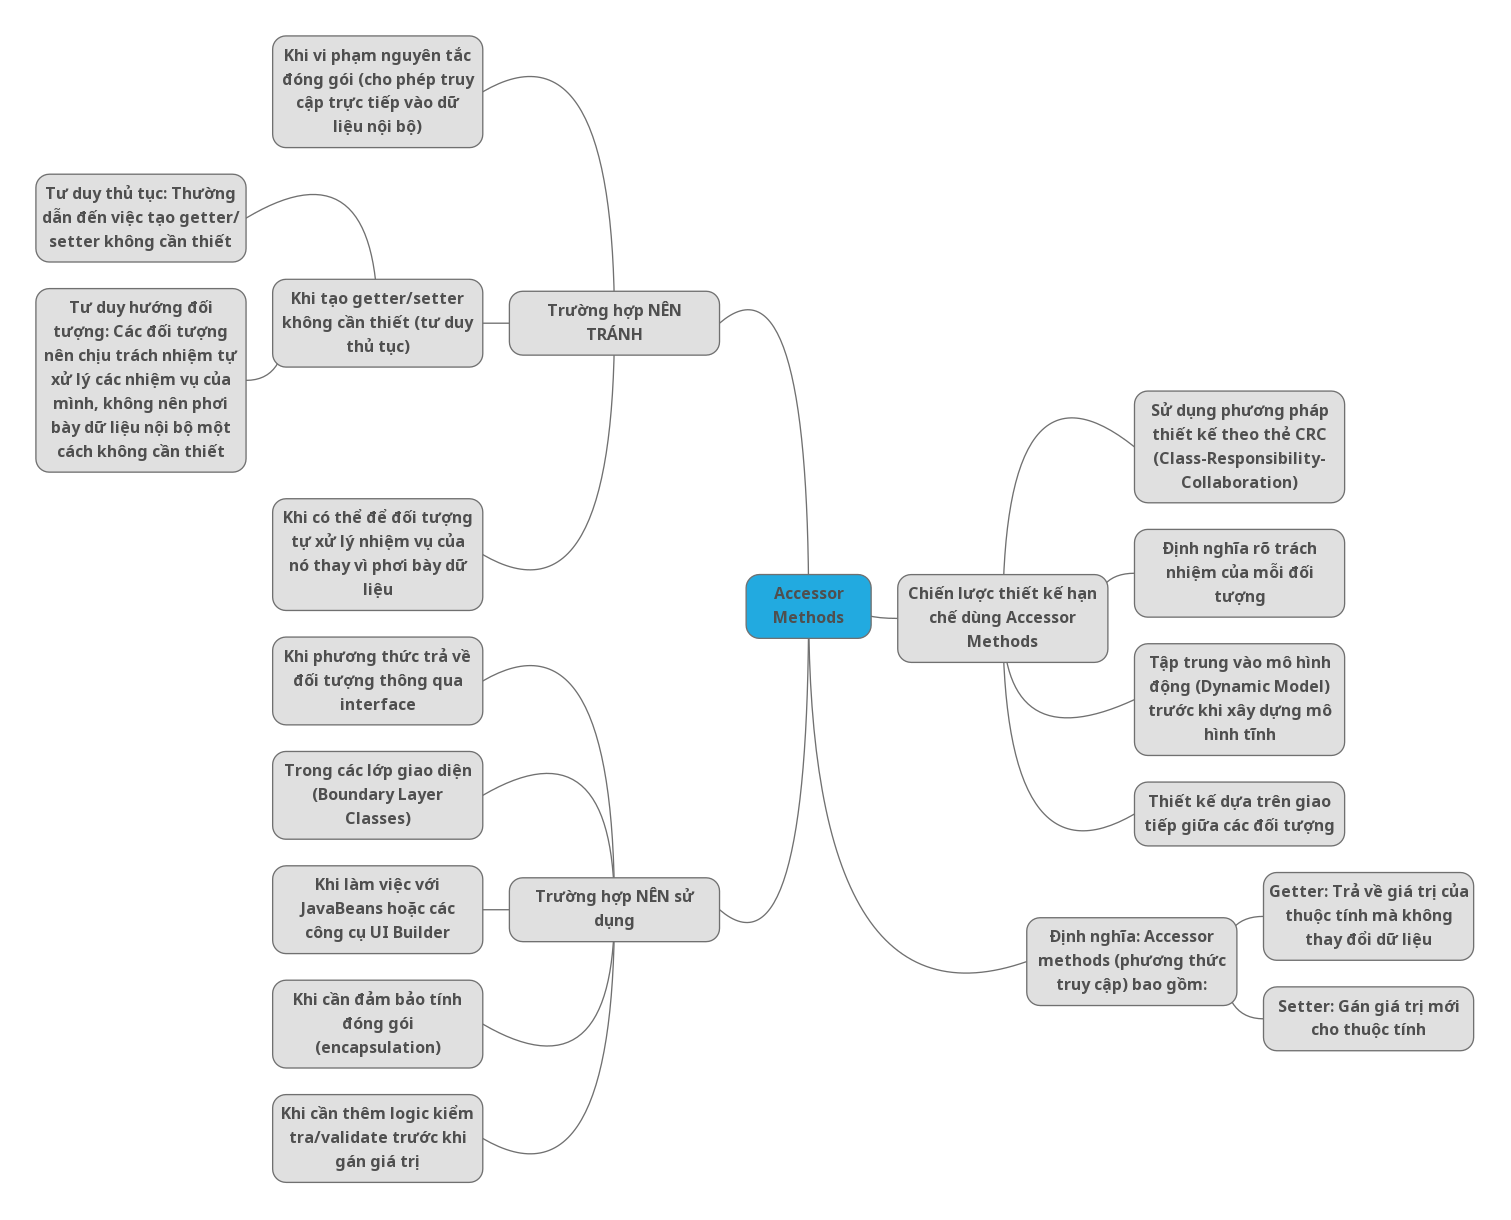 Khi vi phạm nguyên tắc
đóng gói (cho phép truy
cập trực tiếp vào dữ
liệu nội bộ)
Tư duy thủ tục: Thường
dẫn đến việc tạo getter/
setter không cần thiết
Tư duy hướng đối
tượng: Các đối tượng
nên chịu trách nhiệm tự
xử lý các nhiệm vụ của
mình, không nên phơi
bày dữ liệu nội bộ một
cách không cần thiết
Khi tạo getter/setter
không cần thiết (tư duy
thủ tục)
Trường hợp NÊN
TRÁNH
Khi có thể để đối tượng
tự xử lý nhiệm vụ của
nó thay vì phơi bày dữ
liệu
Khi phương thức trả về
đối tượng thông qua
interface
Trong các lớp giao diện
(Boundary Layer
Classes)
Khi làm việc với
JavaBeans hoặc các
công cụ UI Builder
Trường hợp NÊN sử
dụng
Khi cần đảm bảo tính
đóng gói
(encapsulation)
Khi cần thêm logic kiểm
tra/validate trước khi
gán giá trị
Accessor
Methods
Chiến lược thiết kế hạn
chế dùng Accessor
Methods
Sử dụng phương pháp
thiết kế theo thẻ CRC
(Class-Responsibility-
Collaboration)
Định nghĩa rõ trách
nhiệm của mỗi đối
tượng
Tập trung vào mô hình
động (Dynamic Model)
trước khi xây dựng mô
hình tĩnh
Thiết kế dựa trên giao
tiếp giữa các đối tượng
Định nghĩa: Accessor
methods (phương thức
truy cập) bao gồm:
Getter: Trả về giá trị của
thuộc tính mà không
thay đổi dữ liệu
Setter: Gán giá trị mới
cho thuộc tính